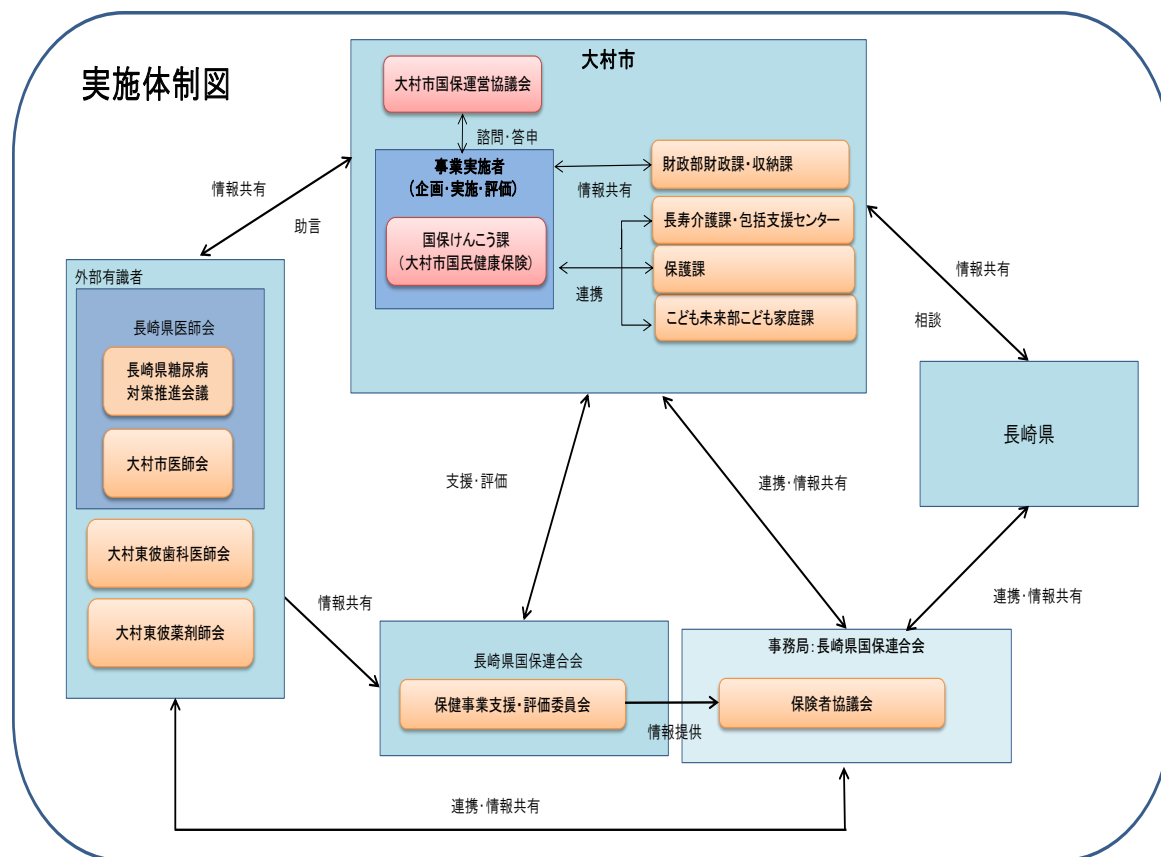 実施体制図
大村市
大村市国保運営協議会
諮問・答申
事業実施者
(企画・実施・評価)
国保けんこう課
(大村市国民健康保険)
情報共有
財政部財政課・収納課
長寿介護課・包括支援センター
保護課
こども未来部こども家庭課
連携
情報共有
助言
情報共有
相談
外部有識者
長崎県医師会
長崎県糖尿病
対策推進会議
大村市医師会
大村東彼歯科医師会
大村東彼薬剤師会
長崎県
支援・評価
連携・情報共有
連携・情報共有
情報共有
長崎県国保連合会
保健事業支援・評価委員会
情報提供
事務局:長崎県国保連合会
保険者協議会
連携・情報共有